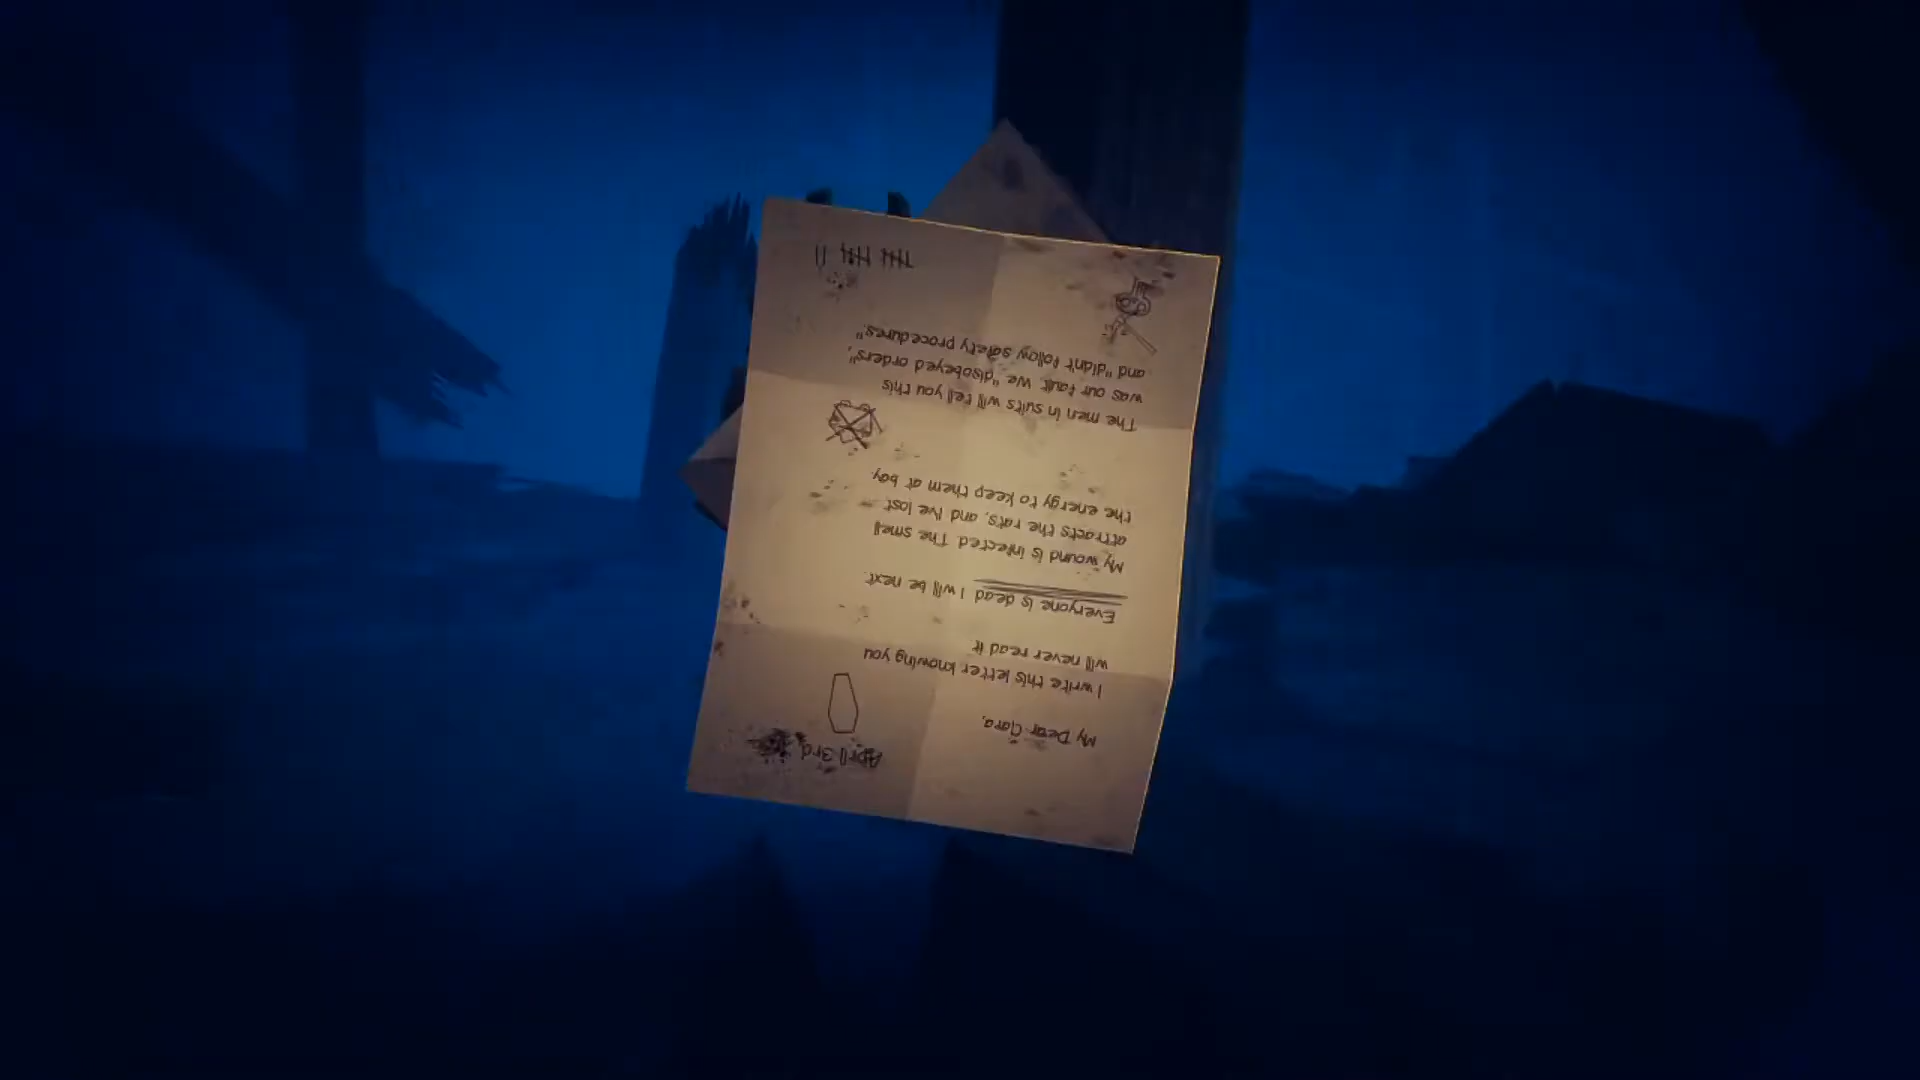 April 3rd,
My Dear Clara,
I write this letter knowing you
will never read it.
Everyone is dead. I will be next.
My wound is infected. The smell
attracts the rats, and I've lost
the energy to keep them at bay.
The men in suits will tell you this
was our fault. We "disobeyed orders",
and "didn't follow safety procedures."